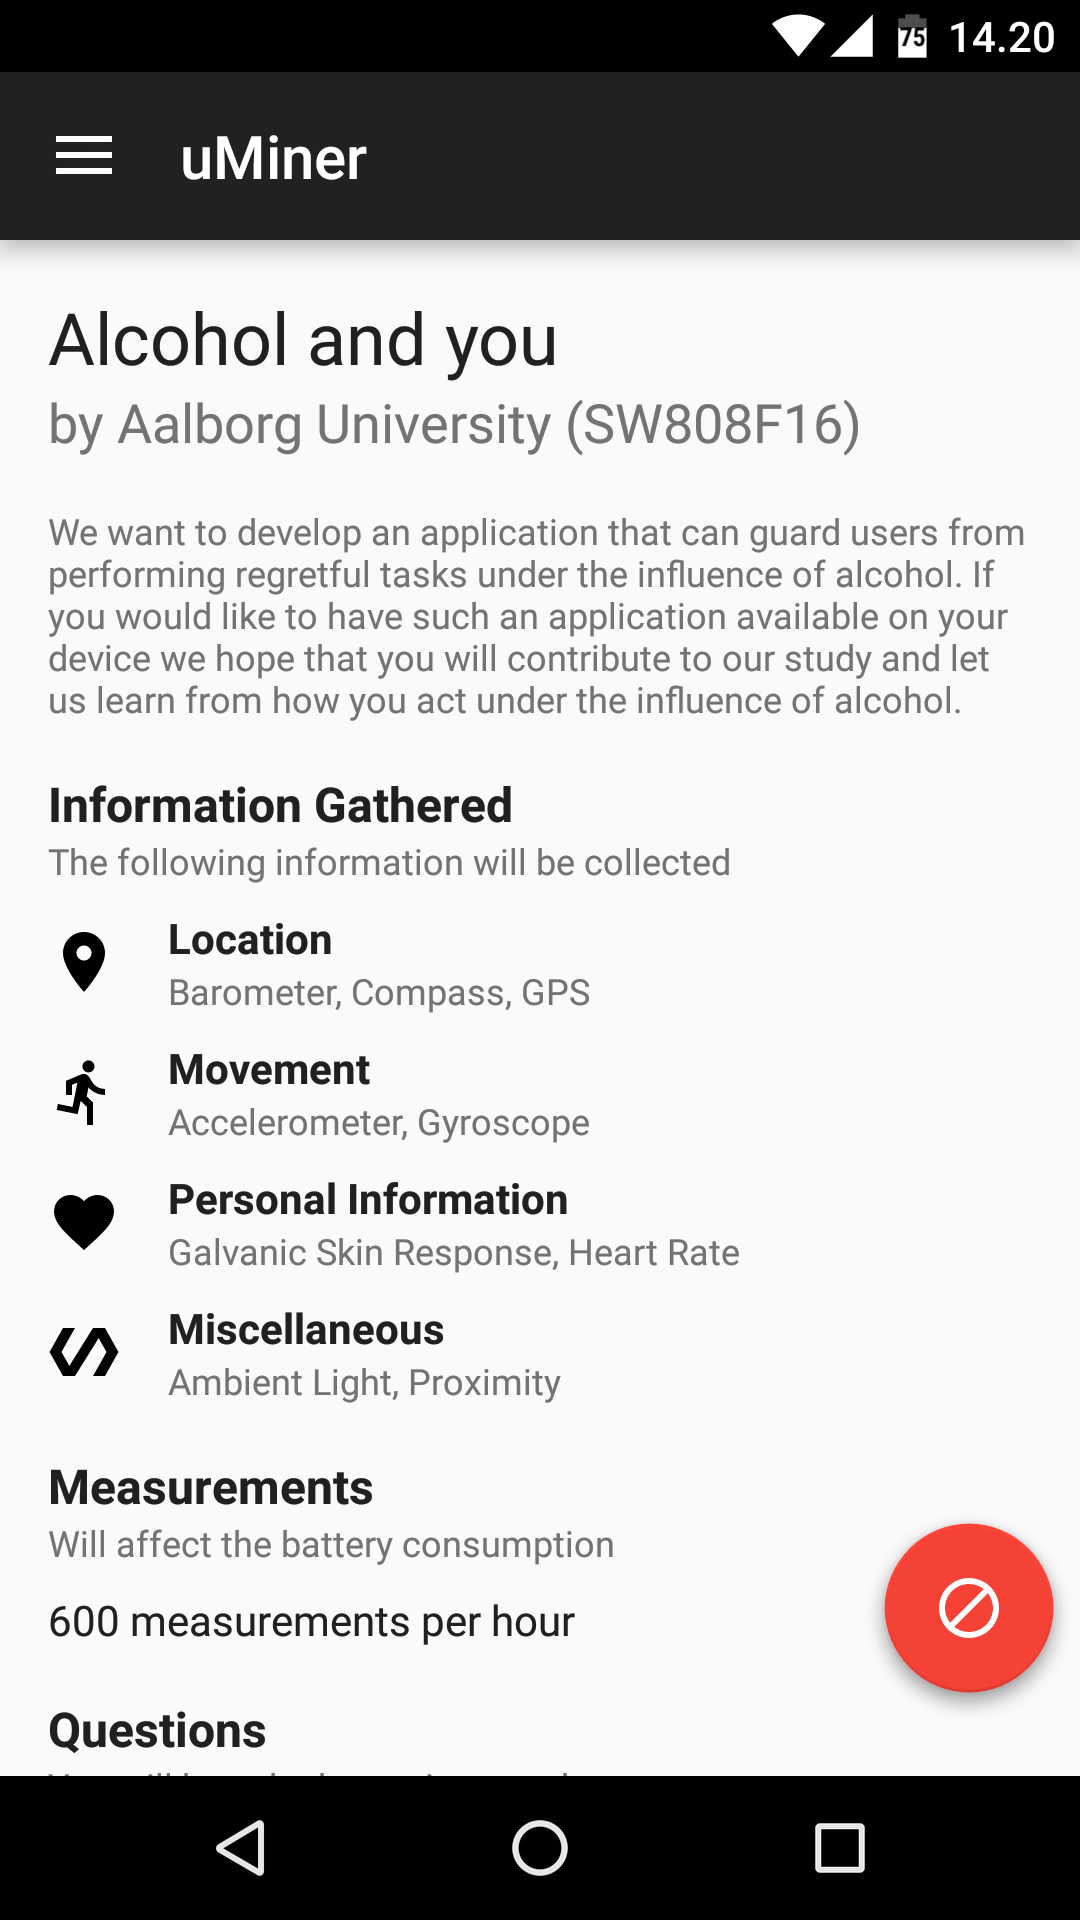 75 14.20
uMiner
Alcohol and you
by Aalborg University (SW808F16)
We want to develop an application that can guard users from
performing regretful tasks under the influence of alcohol. If
you would like to have such an application available on your
device we hope that you will contribute to our study and let
us learn from how you act under the influence of alcohol.
Information Gathered
The following information will be collected
Location
Barometer, Compass, GPS
Movement
Accelerometer, Gyroscope
Personal Information
Galvanic Skin Response, Heart Rate
Miscellaneous
Ambient Light, Proximity
Measurements
Will affect the battery consumption
600 measurements per hour
Questions